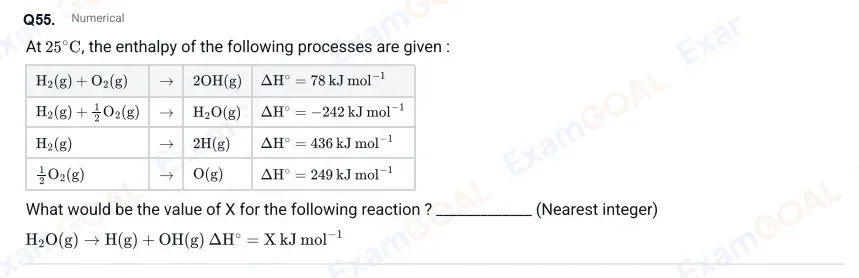 Q55. Numerical
At 25°C, the enthalpy of the following processes are given :
H₂(g) + O₂(g) → 2OH(g) ΔH° = 78 kJ mol⁻¹
H₂(g) + ½O₂(g) → H₂O(g) ΔH° = −242 kJ mol⁻¹
H₂(g) → 2H(g) ΔH° = 436 kJ mol⁻¹
½O₂(g) → O(g) ΔH° = 249 kJ mol⁻¹
What would be the value of X for the following reaction ? __________ (Nearest integer)
H₂O(g) → H(g) + OH(g) ΔH° = X kJ mol⁻¹
ExamGOAL